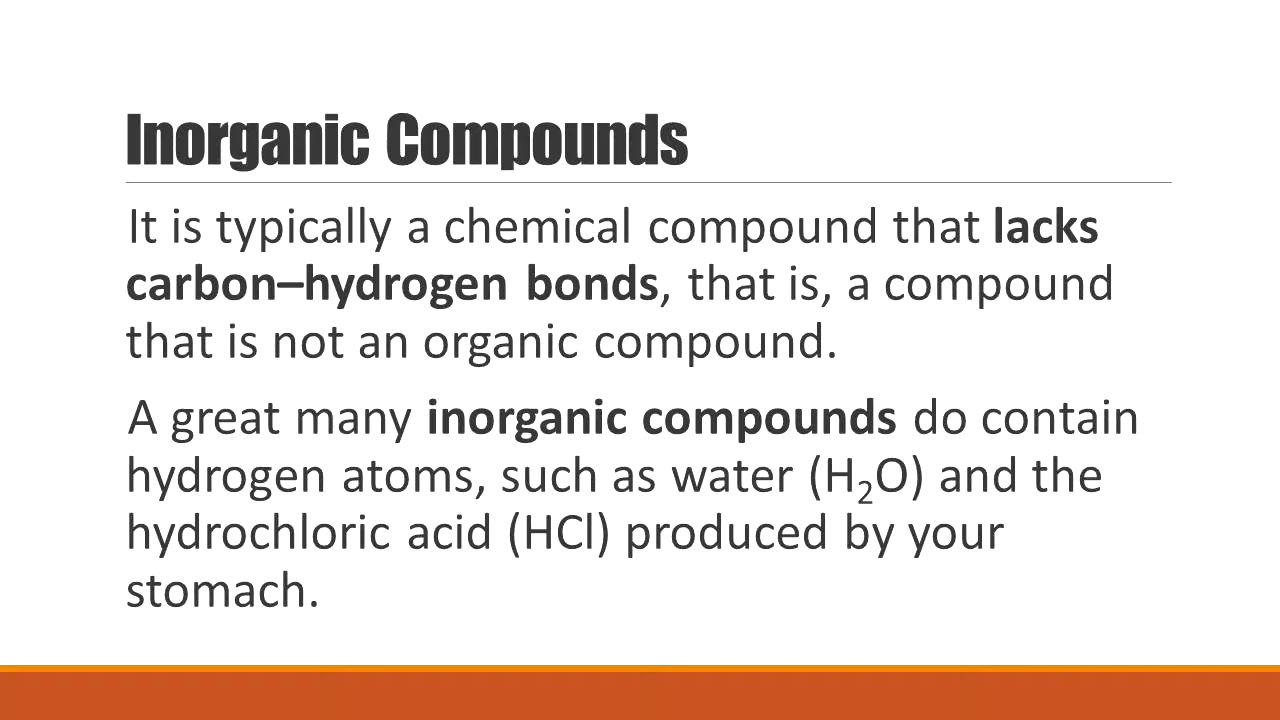 Inorganic Compounds
It is typically a chemical compound that lacks
carbon–hydrogen bonds, that is, a compound
that is not an organic compound.
A great many inorganic compounds do contain
hydrogen atoms, such as water (H₂O) and the
hydrochloric acid (HCl) produced by your
stomach.